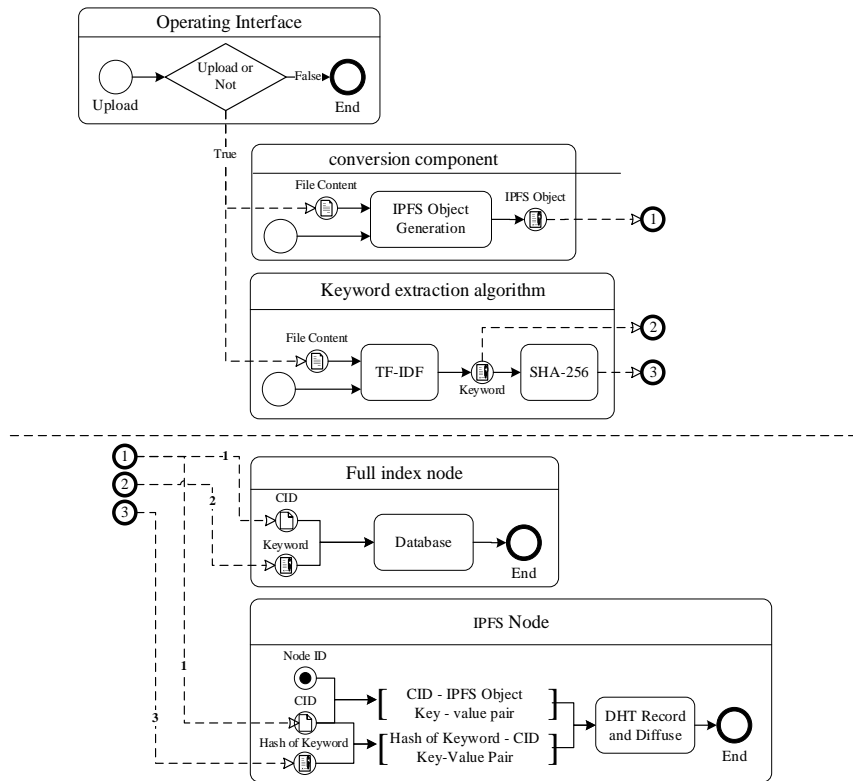 Operating Interface
Upload or
Not
False
Upload
End
True
conversion component
File Content
IPFS Object
IPFS Object
Generation
1
Keyword extraction algorithm
File Content
TF-IDF
Keyword
SHA-256
2
3
1
2
3
1
2
Full index node
CID
Keyword
Database
End
1
3
IPFS Node
Node ID
CID
Hash of Keyword
CID - IPFS Object
Key - value pair
Hash of Keyword - CID
Key-Value Pair
DHT Record
and Diffuse
End